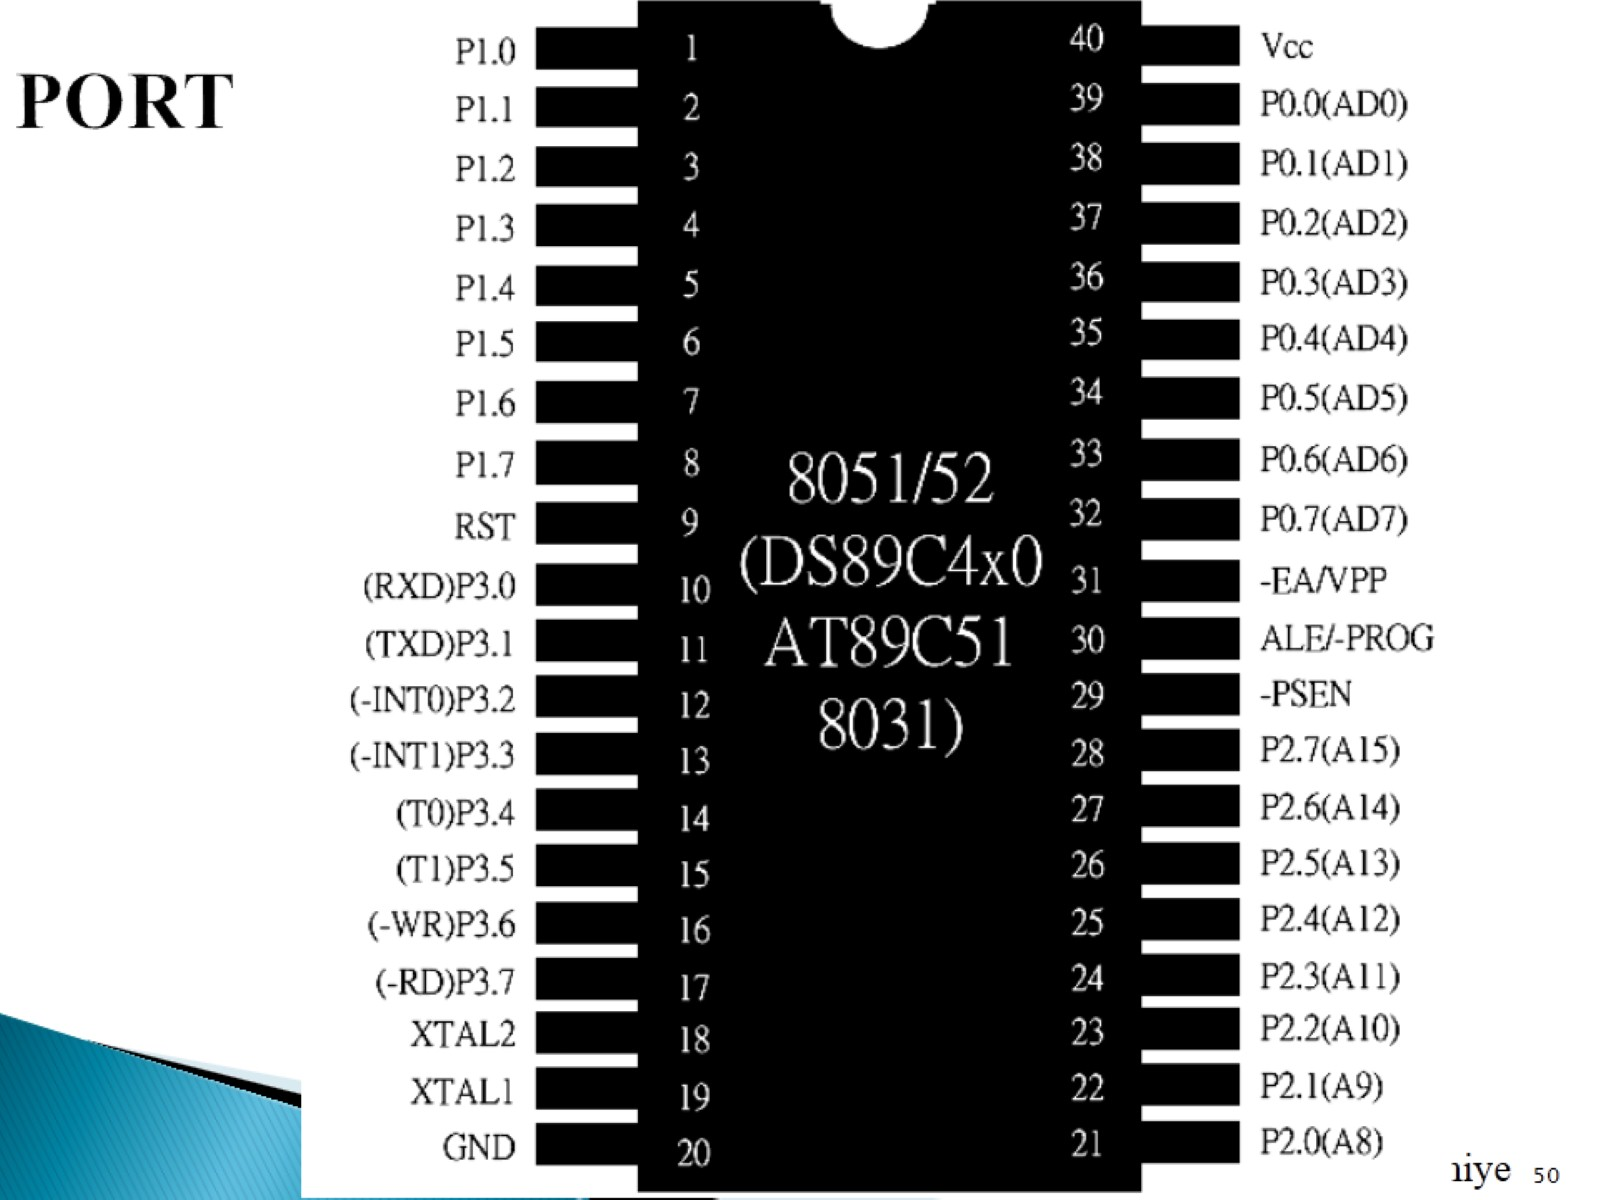 PORT
P1.0 1 40 Vcc
P1.1 2 39 P0.0(AD0)
P1.2 3 38 P0.1(AD1)
P1.3 4 37 P0.2(AD2)
P1.4 5 36 P0.3(AD3)
P1.5 6 35 P0.4(AD4)
P1.6 7 34 P0.5(AD5)
P1.7 8 33 P0.6(AD6)
RST 9 32 P0.7(AD7)
(RXD)P3.0 10 31 -EA/VPP
(TXD)P3.1 11 30 ALE/-PROG
(-INT0)P3.2 12 29 -PSEN
(-INT1)P3.3 13 28 P2.7(A15)
(T0)P3.4 14 27 P2.6(A14)
(T1)P3.5 15 26 P2.5(A13)
(-WR)P3.6 16 25 P2.4(A12)
(-RD)P3.7 17 24 P2.3(A11)
XTAL2 18 23 P2.2(A10)
XTAL1 19 22 P2.1(A9)
GND 20 21 P2.0(A8)
8051/52
(DS89C4x0
AT89C51
8031)
50